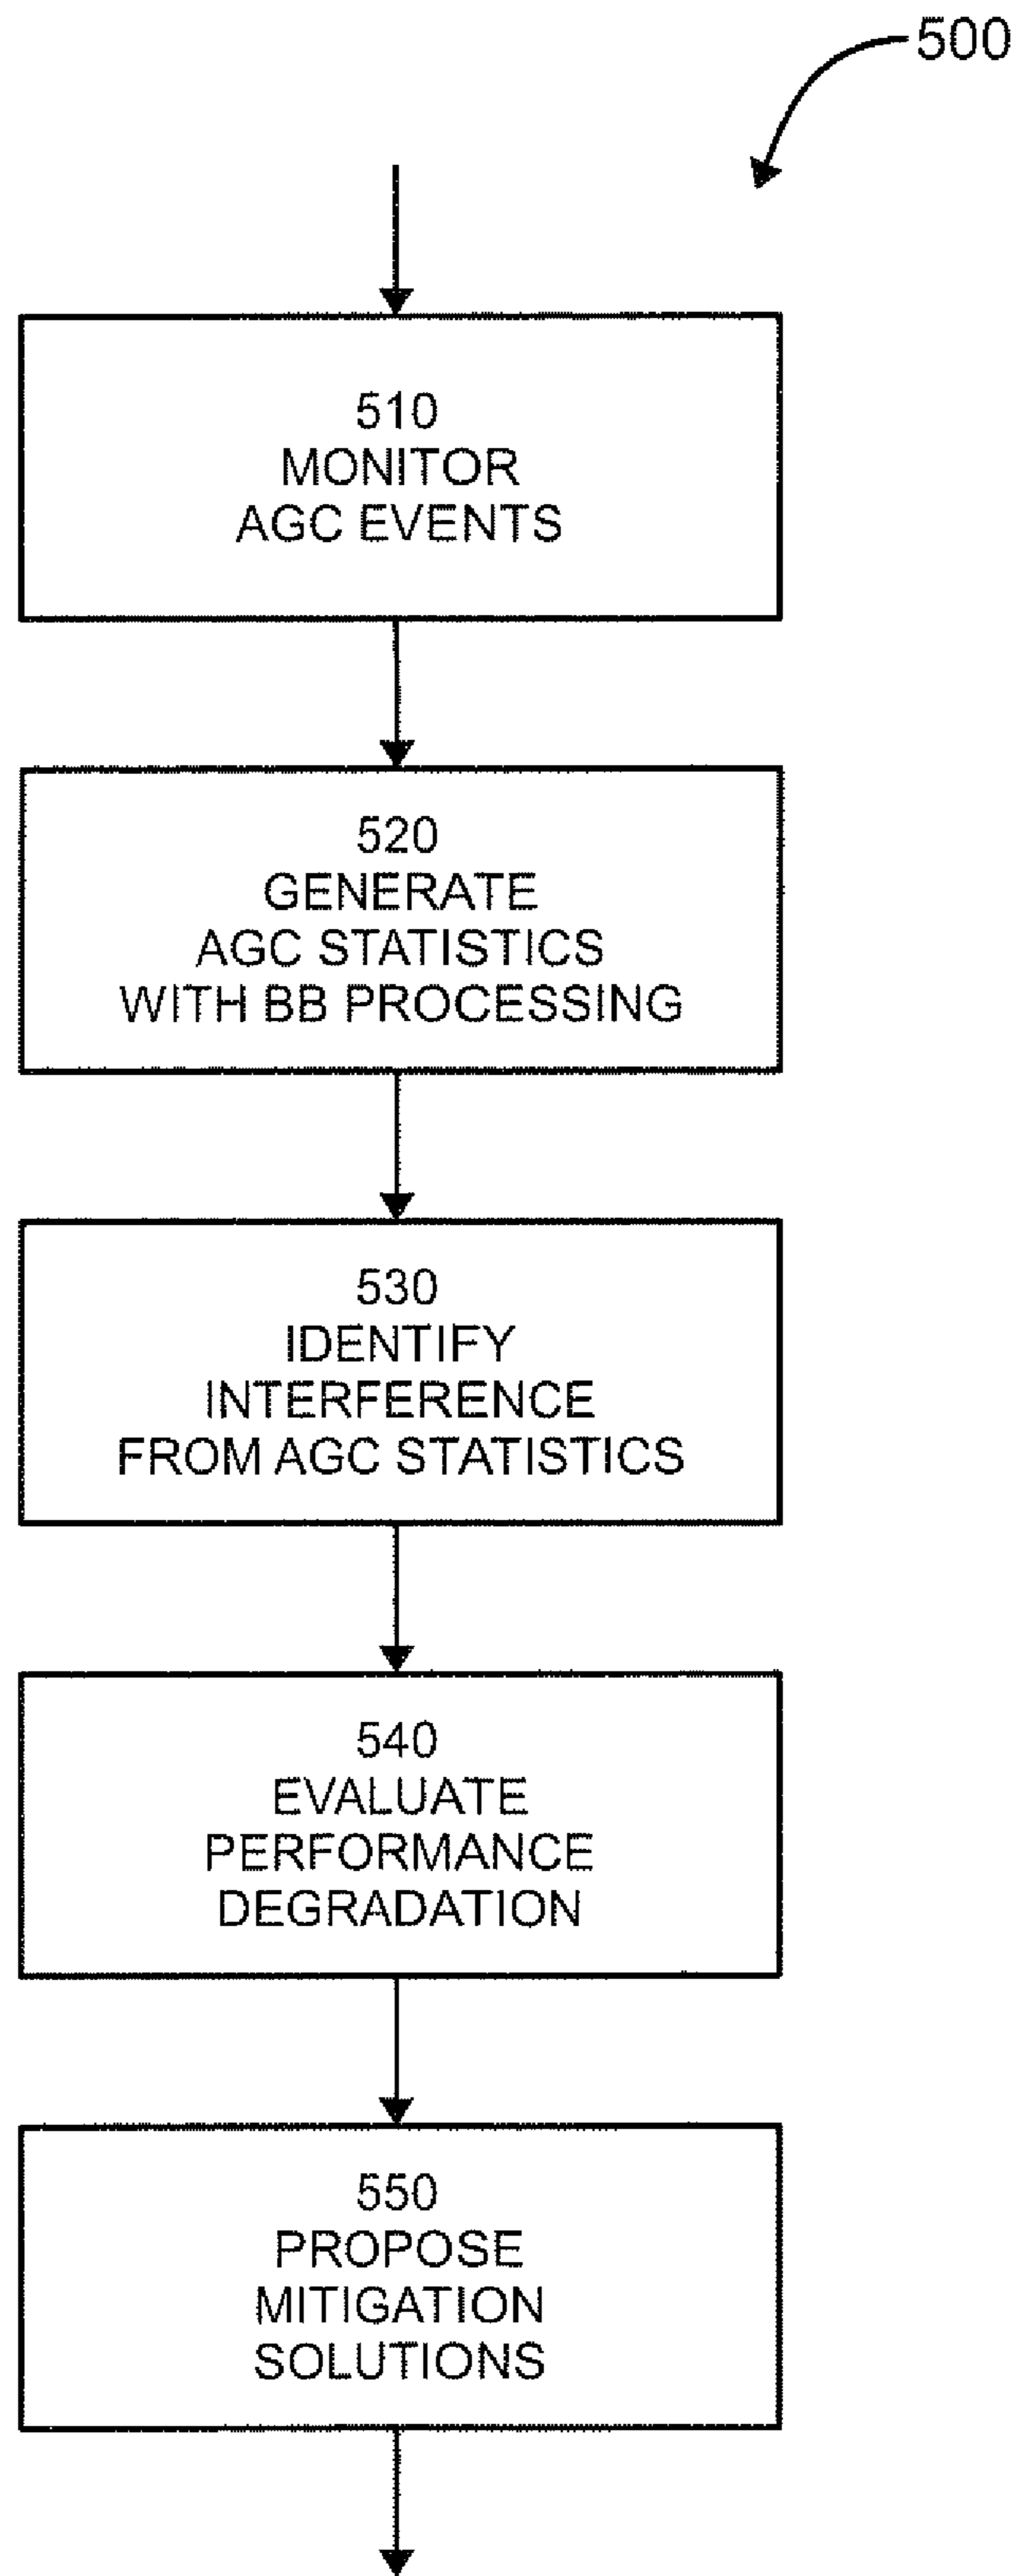 500
510
MONITOR
AGC EVENTS
520
GENERATE
AGC STATISTICS
WITH BB PROCESSING
530
IDENTIFY
INTERFERENCE
FROM AGC STATISTICS
540
EVALUATE
PERFORMANCE
DEGRADATION
550
PROPOSE
MITIGATION
SOLUTIONS